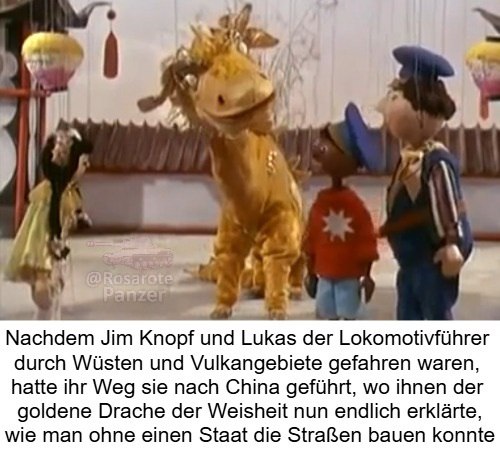 @Rosarote
Panzer
Nachdem Jim Knopf und Lukas der Lokomotivführer
durch Wüsten und Vulkangebiete gefahren waren,
hatte ihr Weg sie nach China geführt, wo ihnen der
goldene Drache der Weisheit nun endlich erklärte,
wie man ohne einen Staat die Straßen bauen konnte